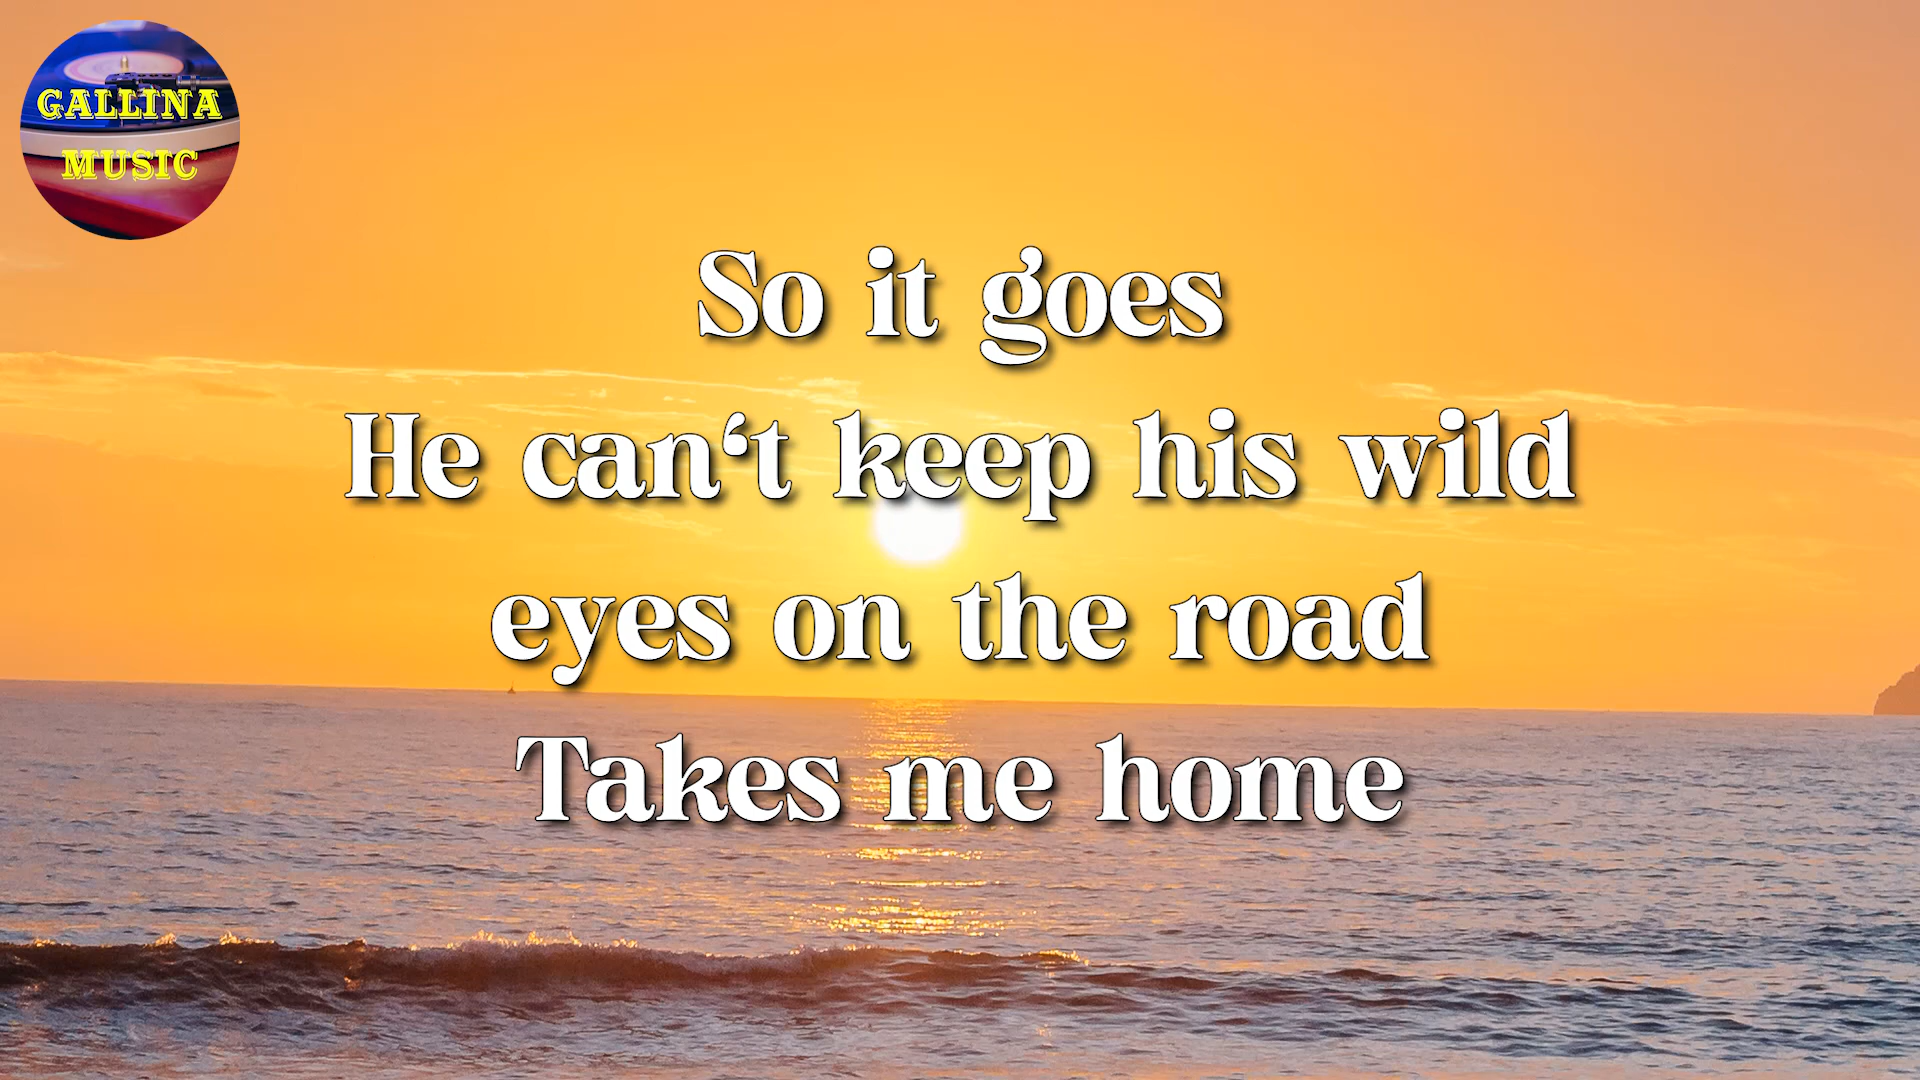 GALLINA
MUSIC
So it goes
He can‘t keep his wild
eyes on the road
Takes me home